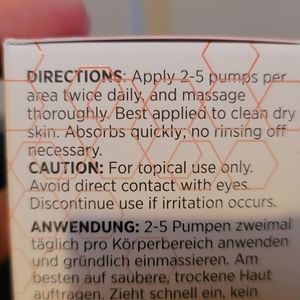 DIRECTIONS: Apply 2-5 pumps per
area twice daily, and massage
thoroughly. Best applied to clean dry
skin. Absorbs quickly; no rinsing off
necessary.
CAUTION: For topical use only.
Avoid direct contact with eyes.
Discontinue use if irritation occurs.
ANWENDUNG: 2-5 Pumpen zweimal
täglich pro Körperbereich anwenden
und gründlich einmassieren. Am
besten auf saubere, trockene Haut
auftragen. Zieht schnell ein, kein